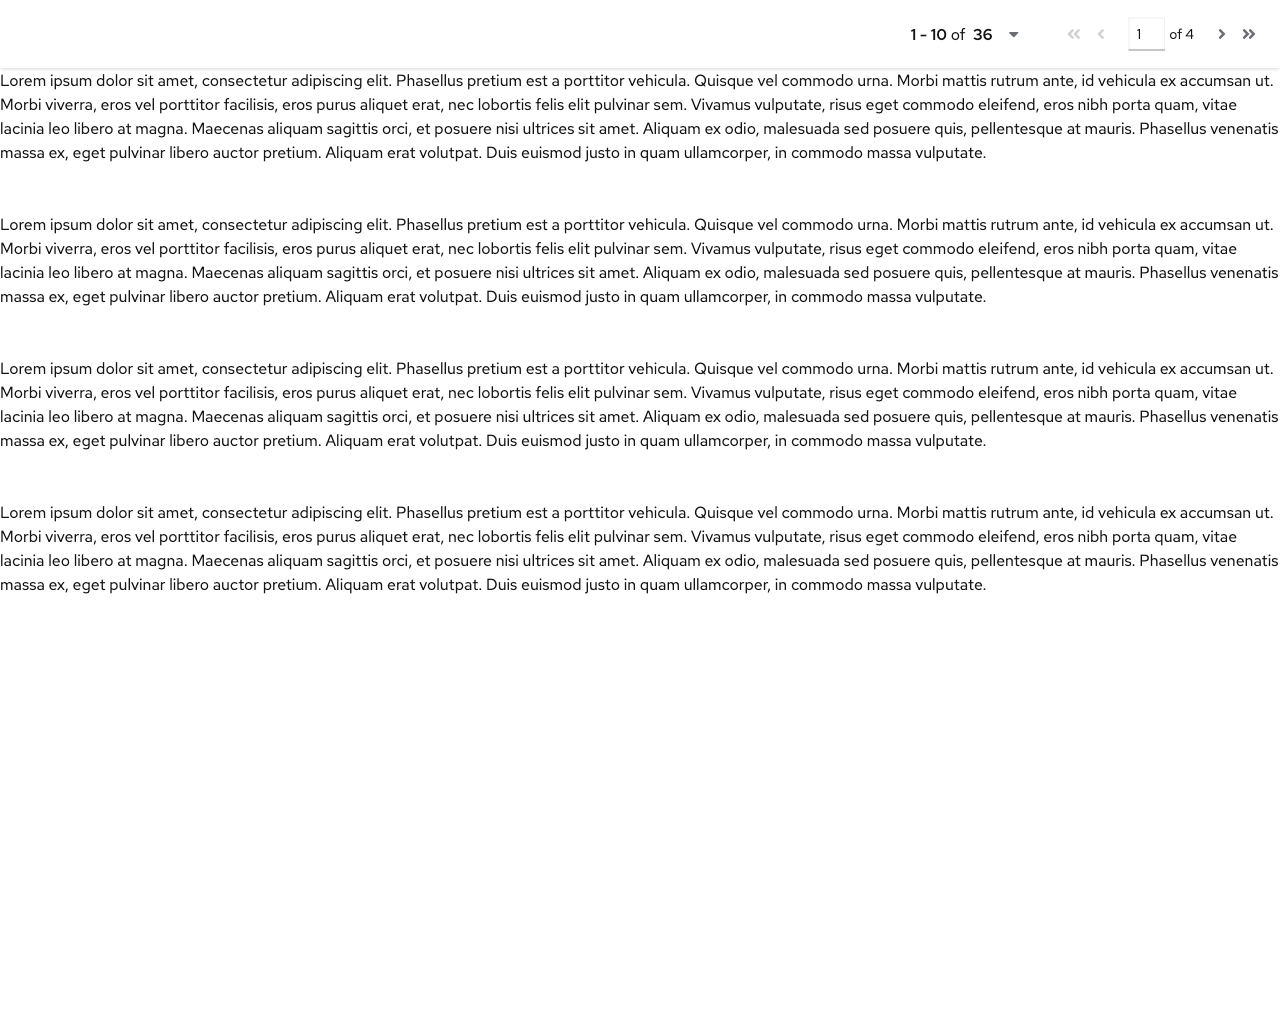 1 - 10 of 36 1 of 4
Lorem ipsum dolor sit amet, consectetur adipiscing elit. Phasellus pretium est a porttitor vehicula. Quisque vel commodo urna. Morbi mattis rutrum ante, id vehicula ex accumsan ut.
Morbi viverra, eros vel porttitor facilisis, eros purus aliquet erat, nec lobortis felis elit pulvinar sem. Vivamus vulputate, risus eget commodo eleifend, eros nibh porta quam, vitae
lacinia leo libero at magna. Maecenas aliquam sagittis orci, et posuere nisi ultrices sit amet. Aliquam ex odio, malesuada sed posuere quis, pellentesque at mauris. Phasellus venenatis
massa ex, eget pulvinar libero auctor pretium. Aliquam erat volutpat. Duis euismod justo in quam ullamcorper, in commodo massa vulputate.
Lorem ipsum dolor sit amet, consectetur adipiscing elit. Phasellus pretium est a porttitor vehicula. Quisque vel commodo urna. Morbi mattis rutrum ante, id vehicula ex accumsan ut.
Morbi viverra, eros vel porttitor facilisis, eros purus aliquet erat, nec lobortis felis elit pulvinar sem. Vivamus vulputate, risus eget commodo eleifend, eros nibh porta quam, vitae
lacinia leo libero at magna. Maecenas aliquam sagittis orci, et posuere nisi ultrices sit amet. Aliquam ex odio, malesuada sed posuere quis, pellentesque at mauris. Phasellus venenatis
massa ex, eget pulvinar libero auctor pretium. Aliquam erat volutpat. Duis euismod justo in quam ullamcorper, in commodo massa vulputate.
Lorem ipsum dolor sit amet, consectetur adipiscing elit. Phasellus pretium est a porttitor vehicula. Quisque vel commodo urna. Morbi mattis rutrum ante, id vehicula ex accumsan ut.
Morbi viverra, eros vel porttitor facilisis, eros purus aliquet erat, nec lobortis felis elit pulvinar sem. Vivamus vulputate, risus eget commodo eleifend, eros nibh porta quam, vitae
lacinia leo libero at magna. Maecenas aliquam sagittis orci, et posuere nisi ultrices sit amet. Aliquam ex odio, malesuada sed posuere quis, pellentesque at mauris. Phasellus venenatis
massa ex, eget pulvinar libero auctor pretium. Aliquam erat volutpat. Duis euismod justo in quam ullamcorper, in commodo massa vulputate.
Lorem ipsum dolor sit amet, consectetur adipiscing elit. Phasellus pretium est a porttitor vehicula. Quisque vel commodo urna. Morbi mattis rutrum ante, id vehicula ex accumsan ut.
Morbi viverra, eros vel porttitor facilisis, eros purus aliquet erat, nec lobortis felis elit pulvinar sem. Vivamus vulputate, risus eget commodo eleifend, eros nibh porta quam, vitae
lacinia leo libero at magna. Maecenas aliquam sagittis orci, et posuere nisi ultrices sit amet. Aliquam ex odio, malesuada sed posuere quis, pellentesque at mauris. Phasellus venenatis
massa ex, eget pulvinar libero auctor pretium. Aliquam erat volutpat. Duis euismod justo in quam ullamcorper, in commodo massa vulputate.